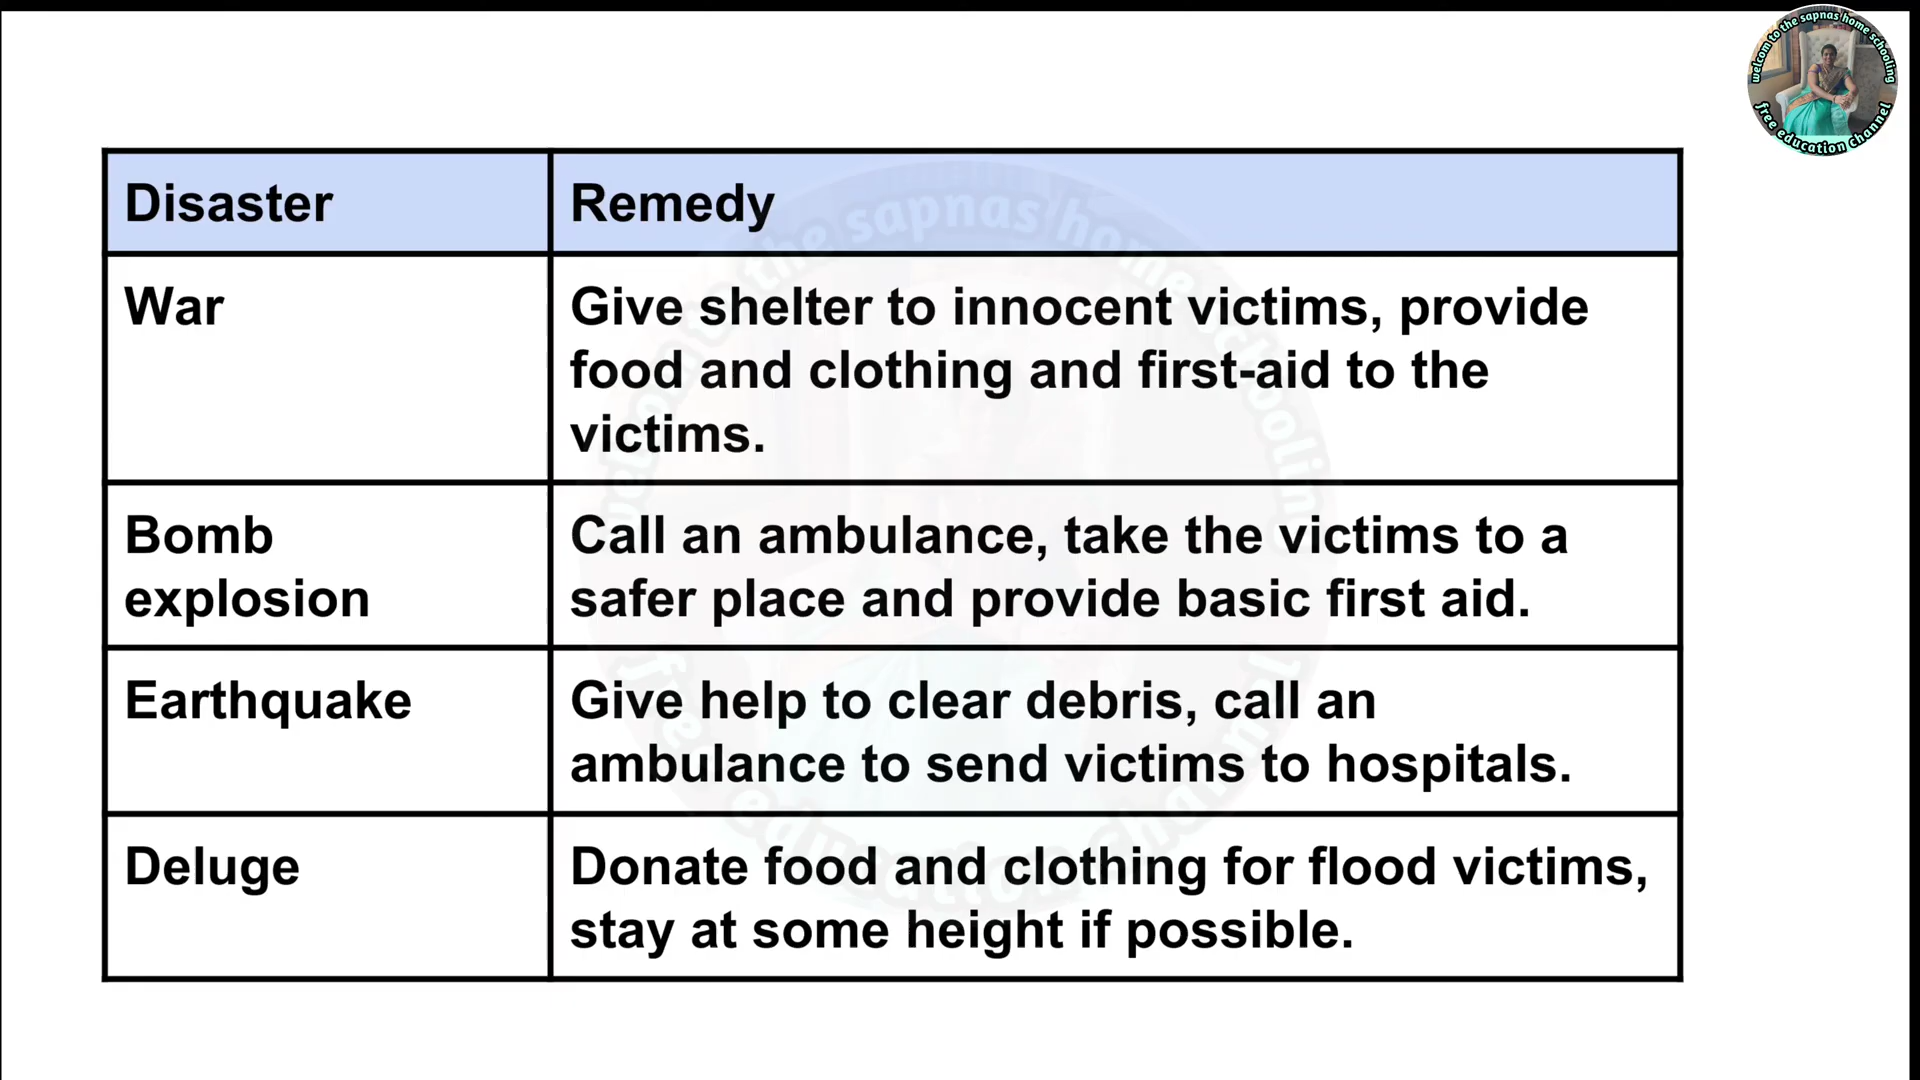 welcom to the sapnas home schooling
free education channel
Disaster
Remedy
War
Give shelter to innocent victims, provide
food and clothing and first-aid to the
victims.
Bomb
explosion
Call an ambulance, take the victims to a
safer place and provide basic first aid.
Earthquake
Give help to clear debris, call an
ambulance to send victims to hospitals.
Deluge
Donate food and clothing for flood victims,
stay at some height if possible.